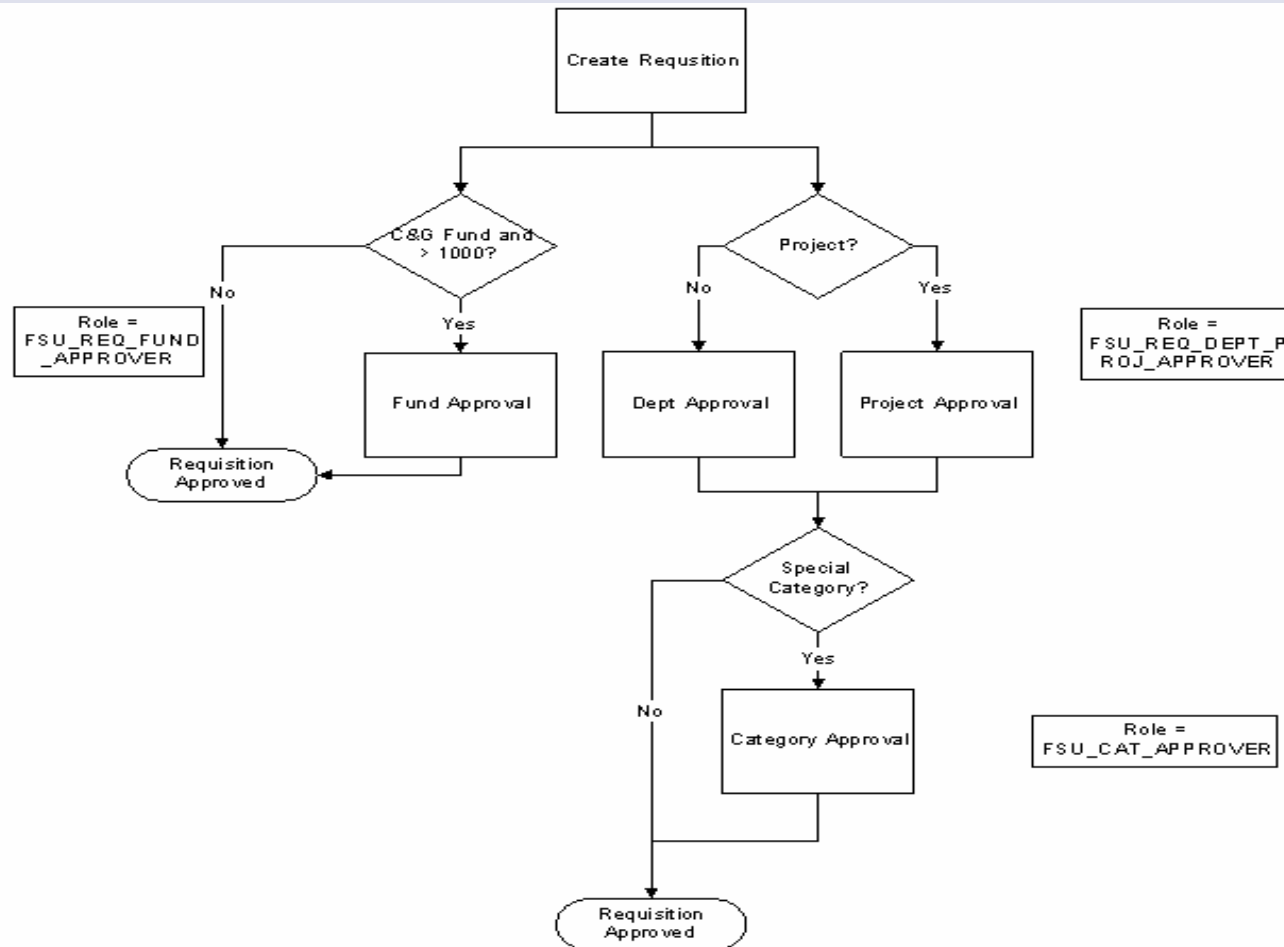 Create Requsition
C&G Fund and
> 1000?
Project?
No
No
Yes
Role =
FSU_REQ_FUND
_APPROVER
Yes
Role =
FSU_REQ_DEPT_P
ROJ_APPROVER
Fund Approval
Dept Approval
Project Approval
Requisition
Approved
Special
Category?
Yes
No
Category Approval
Role =
FSU_CAT_APPROVER
Requisition
Approved